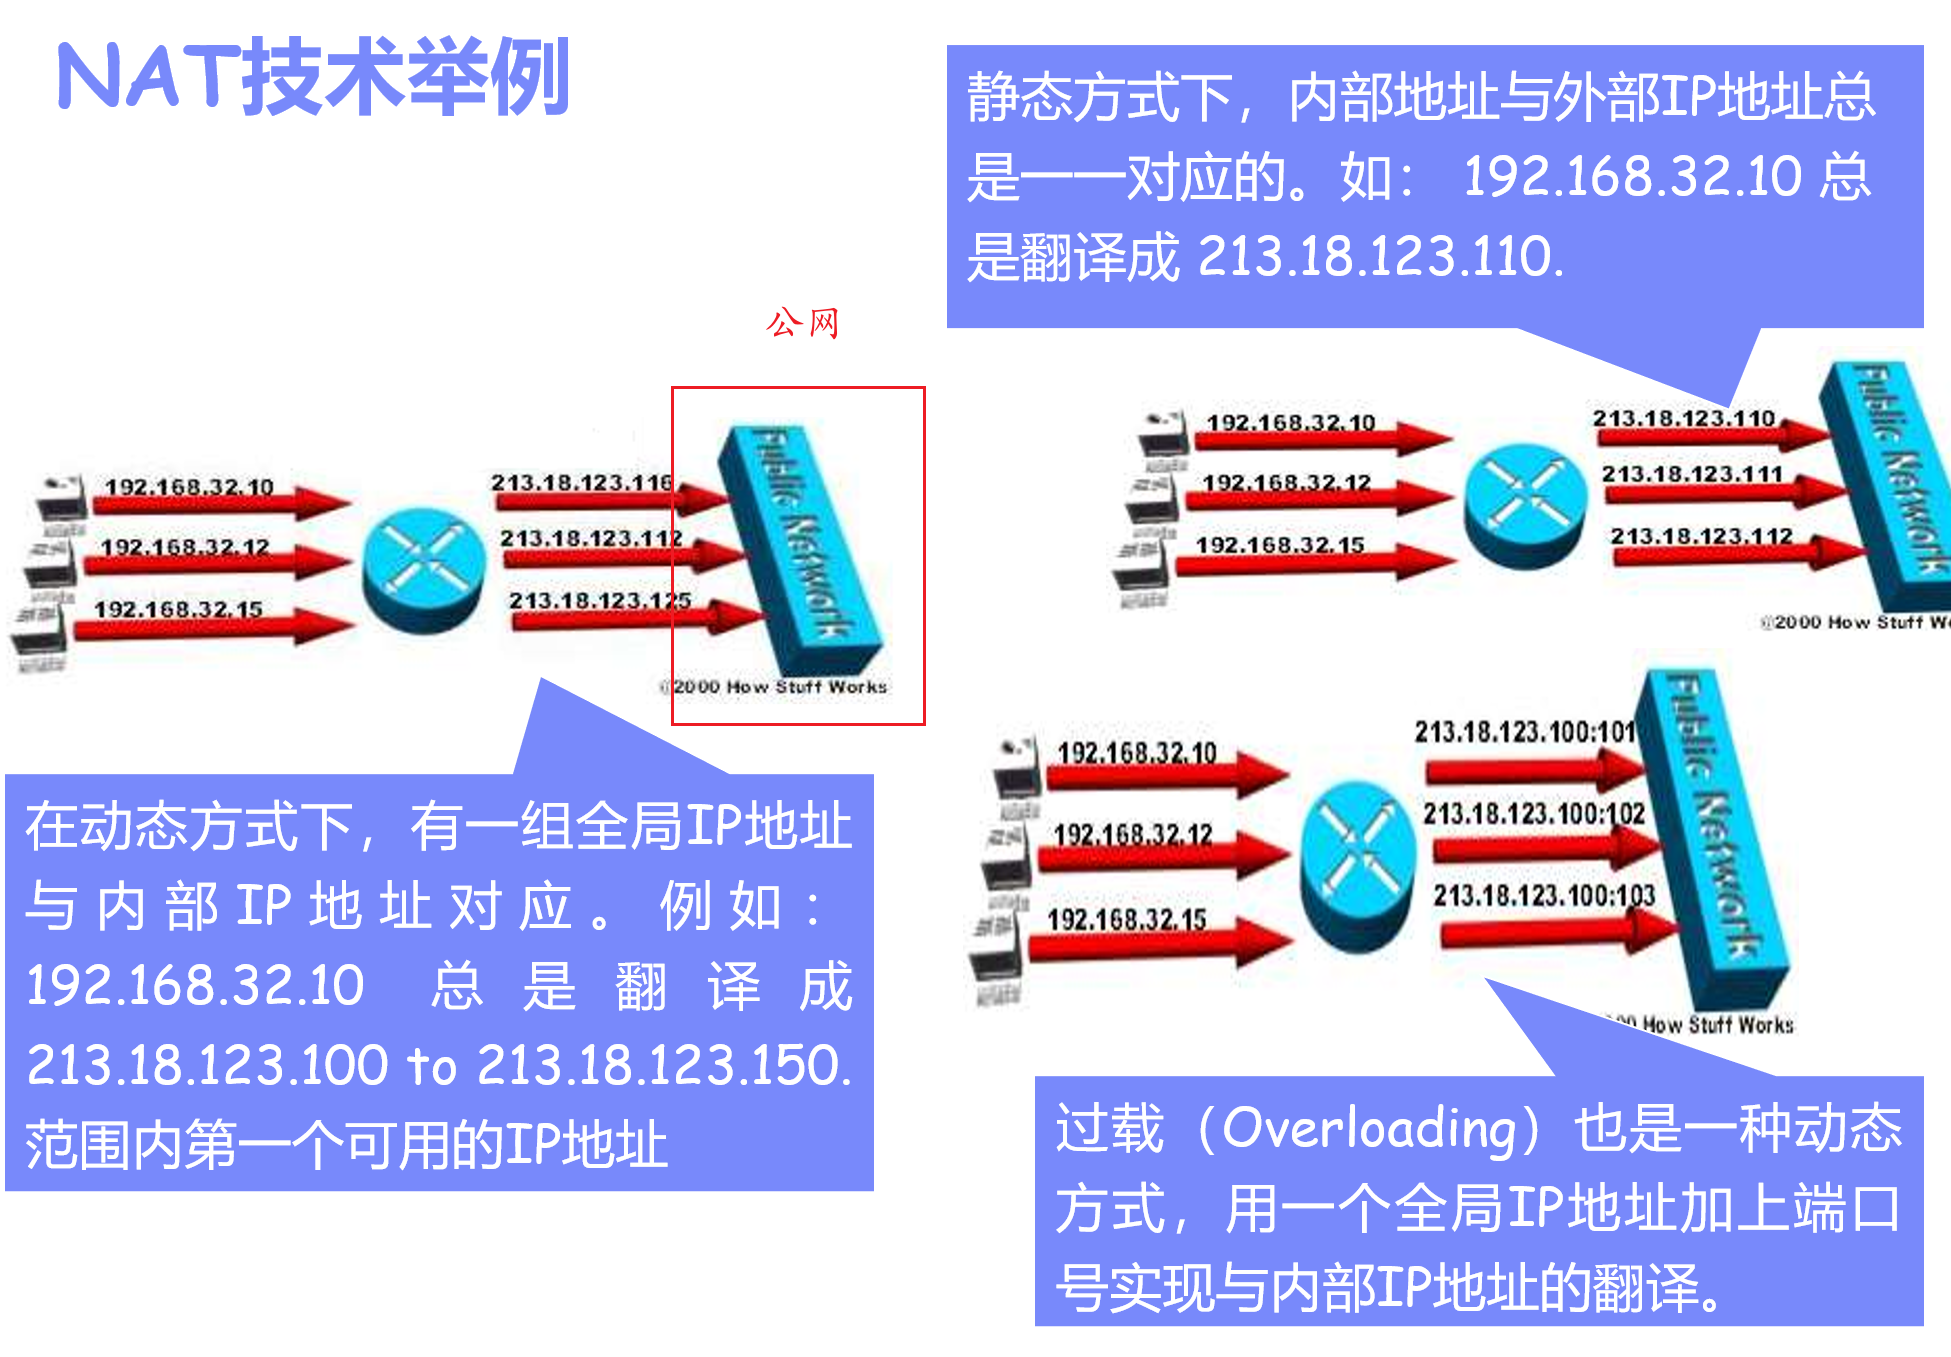 NAT技术举例
静态方式下，内部地址与外部IP地址总
是一一对应的。如： 192.168.32.10 总
是翻译成 213.18.123.110.
公网
192.168.32.10
192.168.32.12
192.168.32.15
213.18.123.116
213.18.123.112
213.18.123.125
Public Network
©2000 How Stuff Works
192.168.32.10
192.168.32.12
192.168.32.15
213.18.123.110
213.18.123.111
213.18.123.112
Public Network
©2000 How Stuff Wo
192.168.32.10
192.168.32.12
192.168.32.15
213.18.123.100:101
213.18.123.100:102
213.18.123.100:103
Public Network
00 How Stuff Works
在动态方式下，有一组全局IP地址
与内部IP地址对应。例如：
192.168.32.10 总是翻译成
213.18.123.100 to 213.18.123.150.
范围内第一个可用的IP地址
过载（Overloading）也是一种动态
方式，用一个全局IP地址加上端口
号实现与内部IP地址的翻译。